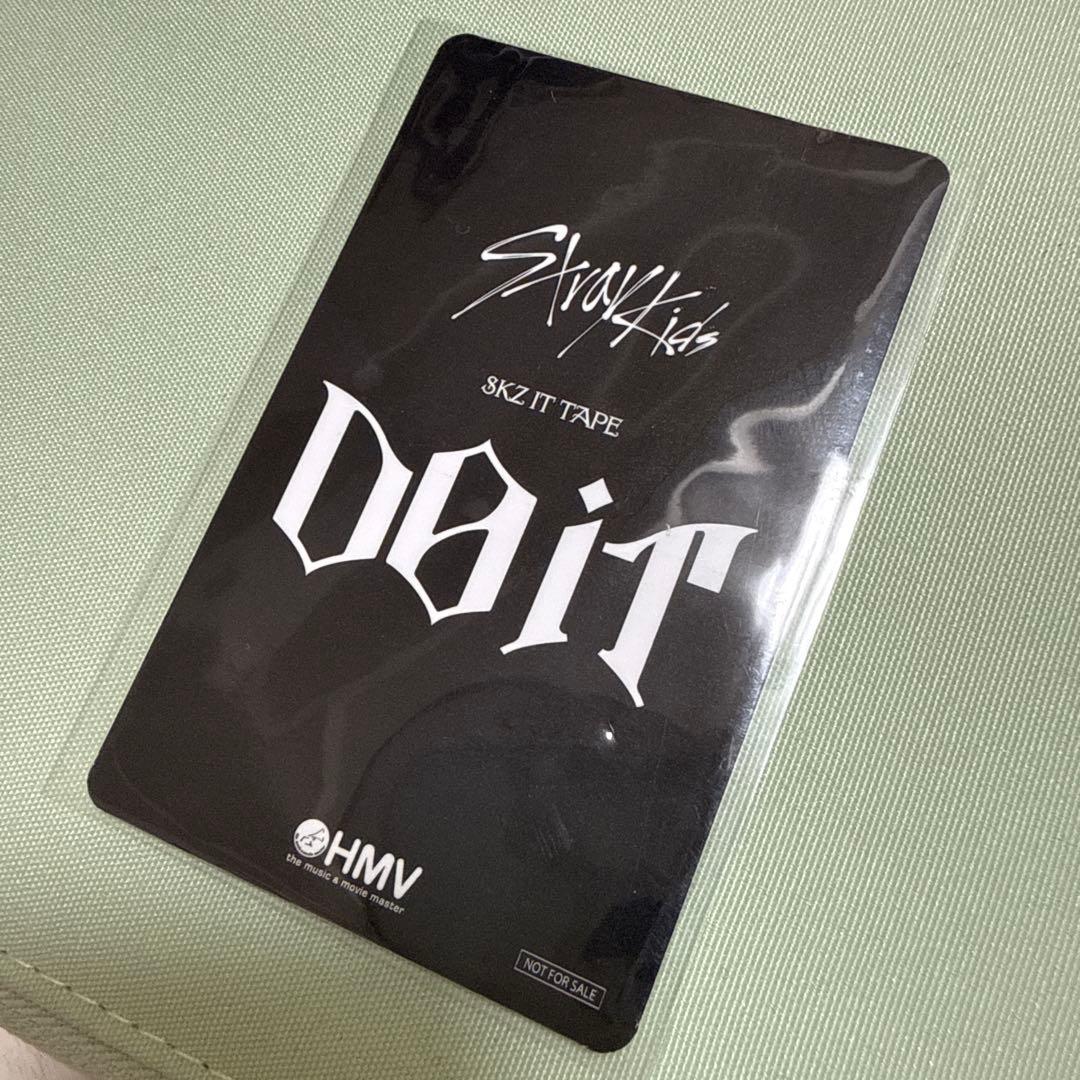 Stray Kids
SKZ IT TAPE
DO iT
HMV
the music & movie master
NOT FOR SALE